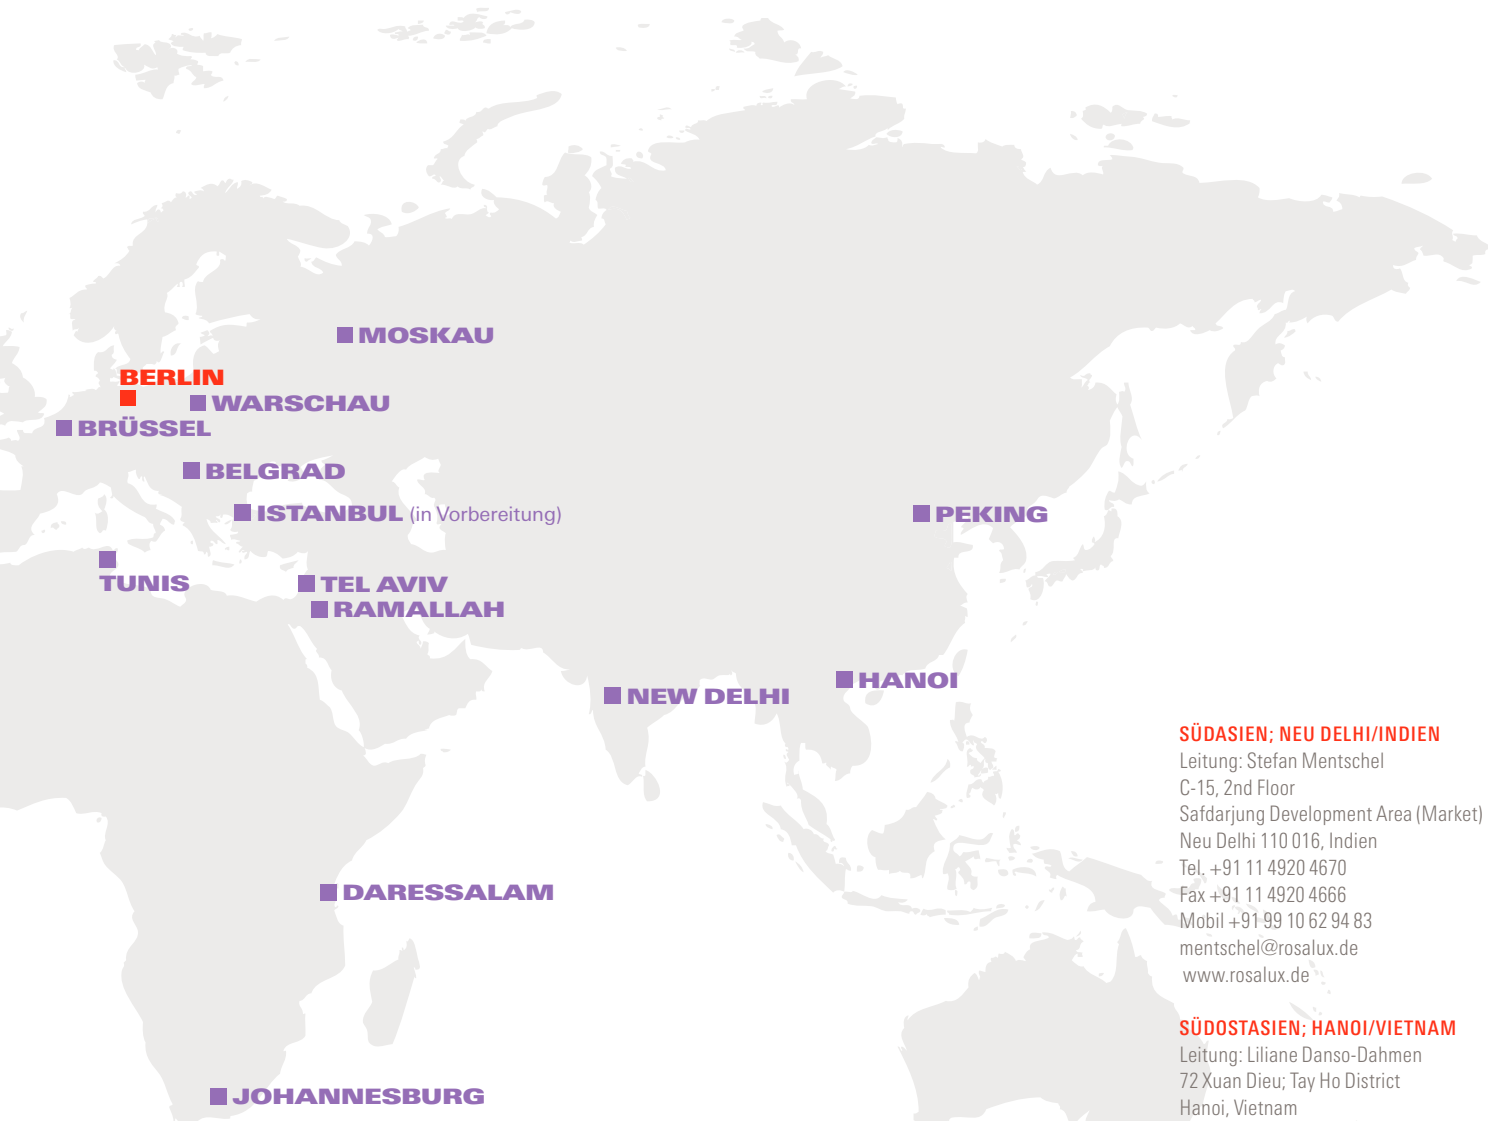 MOSKAU
BERLIN
WARSCHAU
BRÜSSEL
BELGRAD
ISTANBUL (in Vorbereitung)
PEKING
TUNIS
TEL AVIV
RAMALLAH
HANOI
NEW DELHI
DARESSALAM
JOHANNESBURG
SÜDASIEN; NEU DELHI/INDIEN
Leitung: Stefan Mentschel
C-15, 2nd Floor
Safdarjung Development Area (Market)
Neu Delhi 110 016, Indien
Tel. +91 11 4920 4670
Fax +91 11 4920 4666
Mobil +91 99 10 62 94 83
mentschel@rosalux.de
www.rosalux.de
SÜDOSTASIEN; HANOI/VIETNAM
Leitung: Liliane Danso-Dahmen
72 Xuan Dieu; Tay Ho District
Hanoi, Vietnam